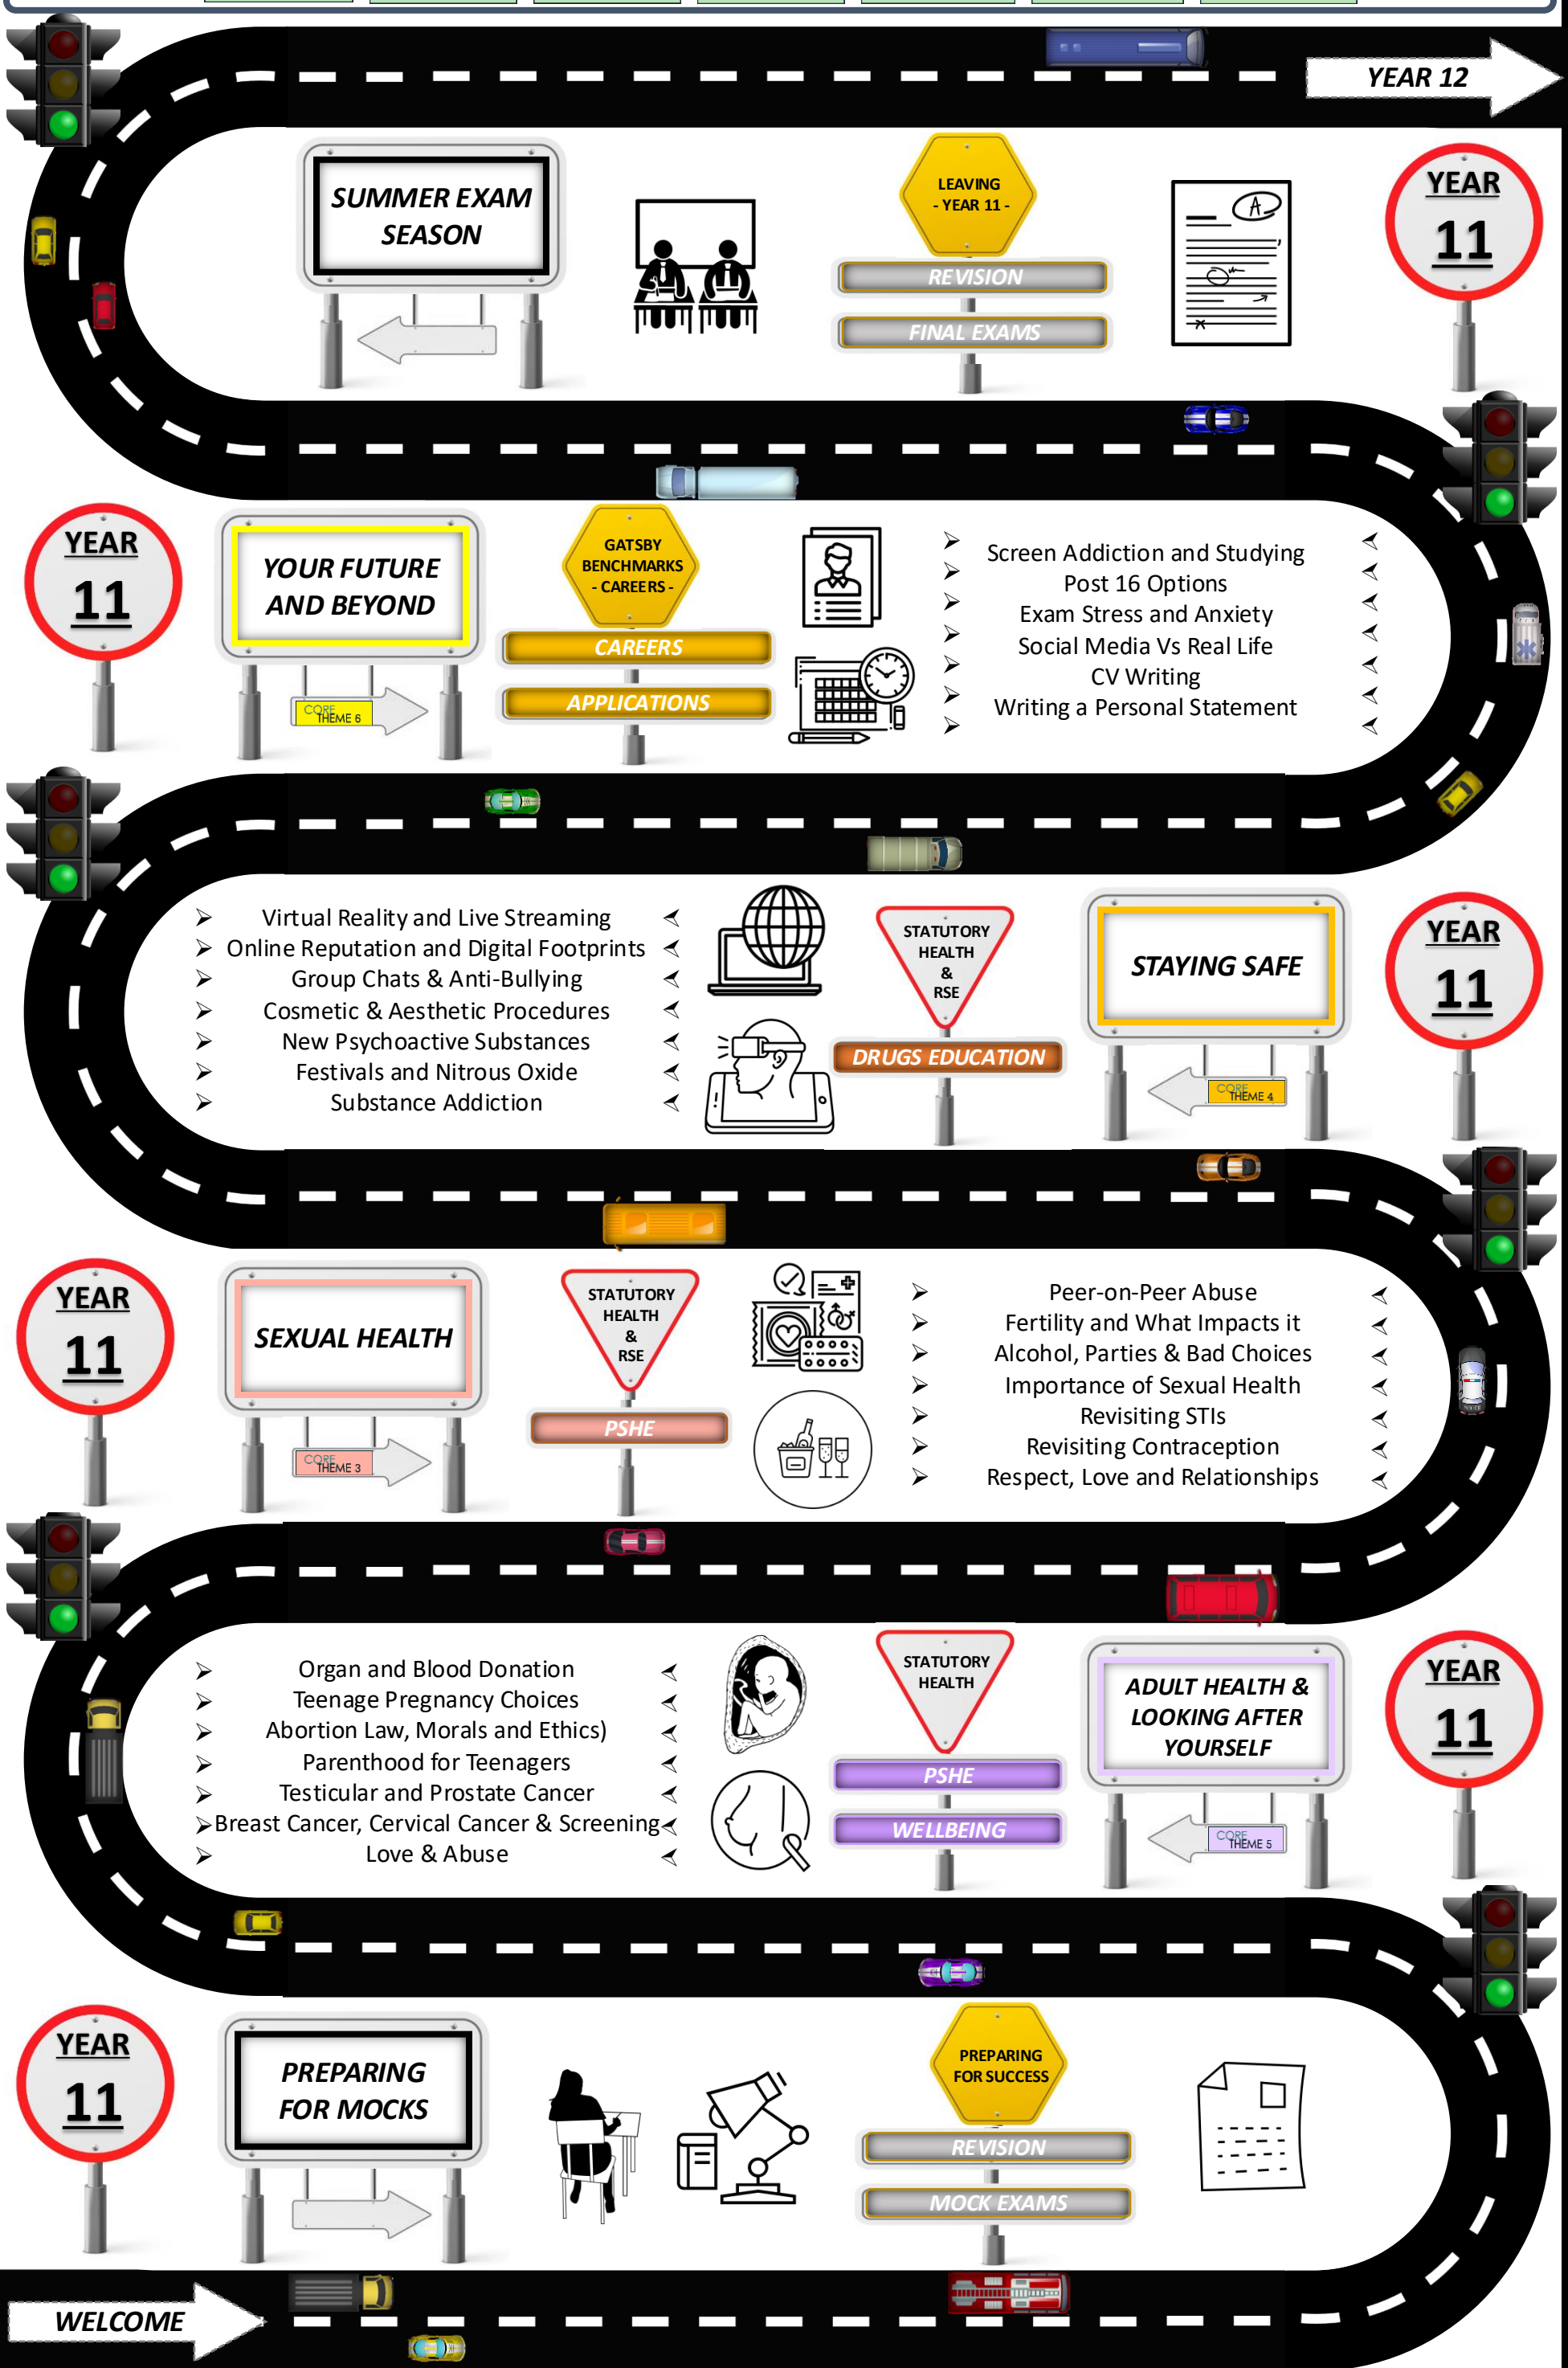 YEAR 12
SUMMER EXAM
SEASON
LEAVING
- YEAR 11 -
REVISION
FINAL EXAMS
A
YEAR
11
YEAR
11
YOUR FUTURE
AND BEYOND
CORE
THEME 6
GATSBY
BENCHMARKS
- CAREERS -
CAREERS
APPLICATIONS
Screen Addiction and Studying
Post 16 Options
Exam Stress and Anxiety
Social Media Vs Real Life
CV Writing
Writing a Personal Statement
Virtual Reality and Live Streaming
Online Reputation and Digital Footprints
Group Chats & Anti-Bullying
Cosmetic & Aesthetic Procedures
New Psychoactive Substances
Festivals and Nitrous Oxide
Substance Addiction
STATUTORY
HEALTH
&
RSE
DRUGS EDUCATION
STAYING SAFE
CORE
THEME 4
YEAR
11
YEAR
11
SEXUAL HEALTH
CORE
THEME 3
STATUTORY
HEALTH
&
RSE
PSHE
Peer-on-Peer Abuse
Fertility and What Impacts it
Alcohol, Parties & Bad Choices
Importance of Sexual Health
Revisiting STIs
Revisiting Contraception
Respect, Love and Relationships
Organ and Blood Donation
Teenage Pregnancy Choices
Abortion Law, Morals and Ethics)
Parenthood for Teenagers
Testicular and Prostate Cancer
Breast Cancer, Cervical Cancer & Screening
Love & Abuse
STATUTORY
HEALTH
PSHE
WELLBEING
ADULT HEALTH &
LOOKING AFTER
YOURSELF
CORE
THEME 5
YEAR
11
YEAR
11
PREPARING
FOR MOCKS
PREPARING
FOR SUCCESS
REVISION
MOCK EXAMS
WELCOME